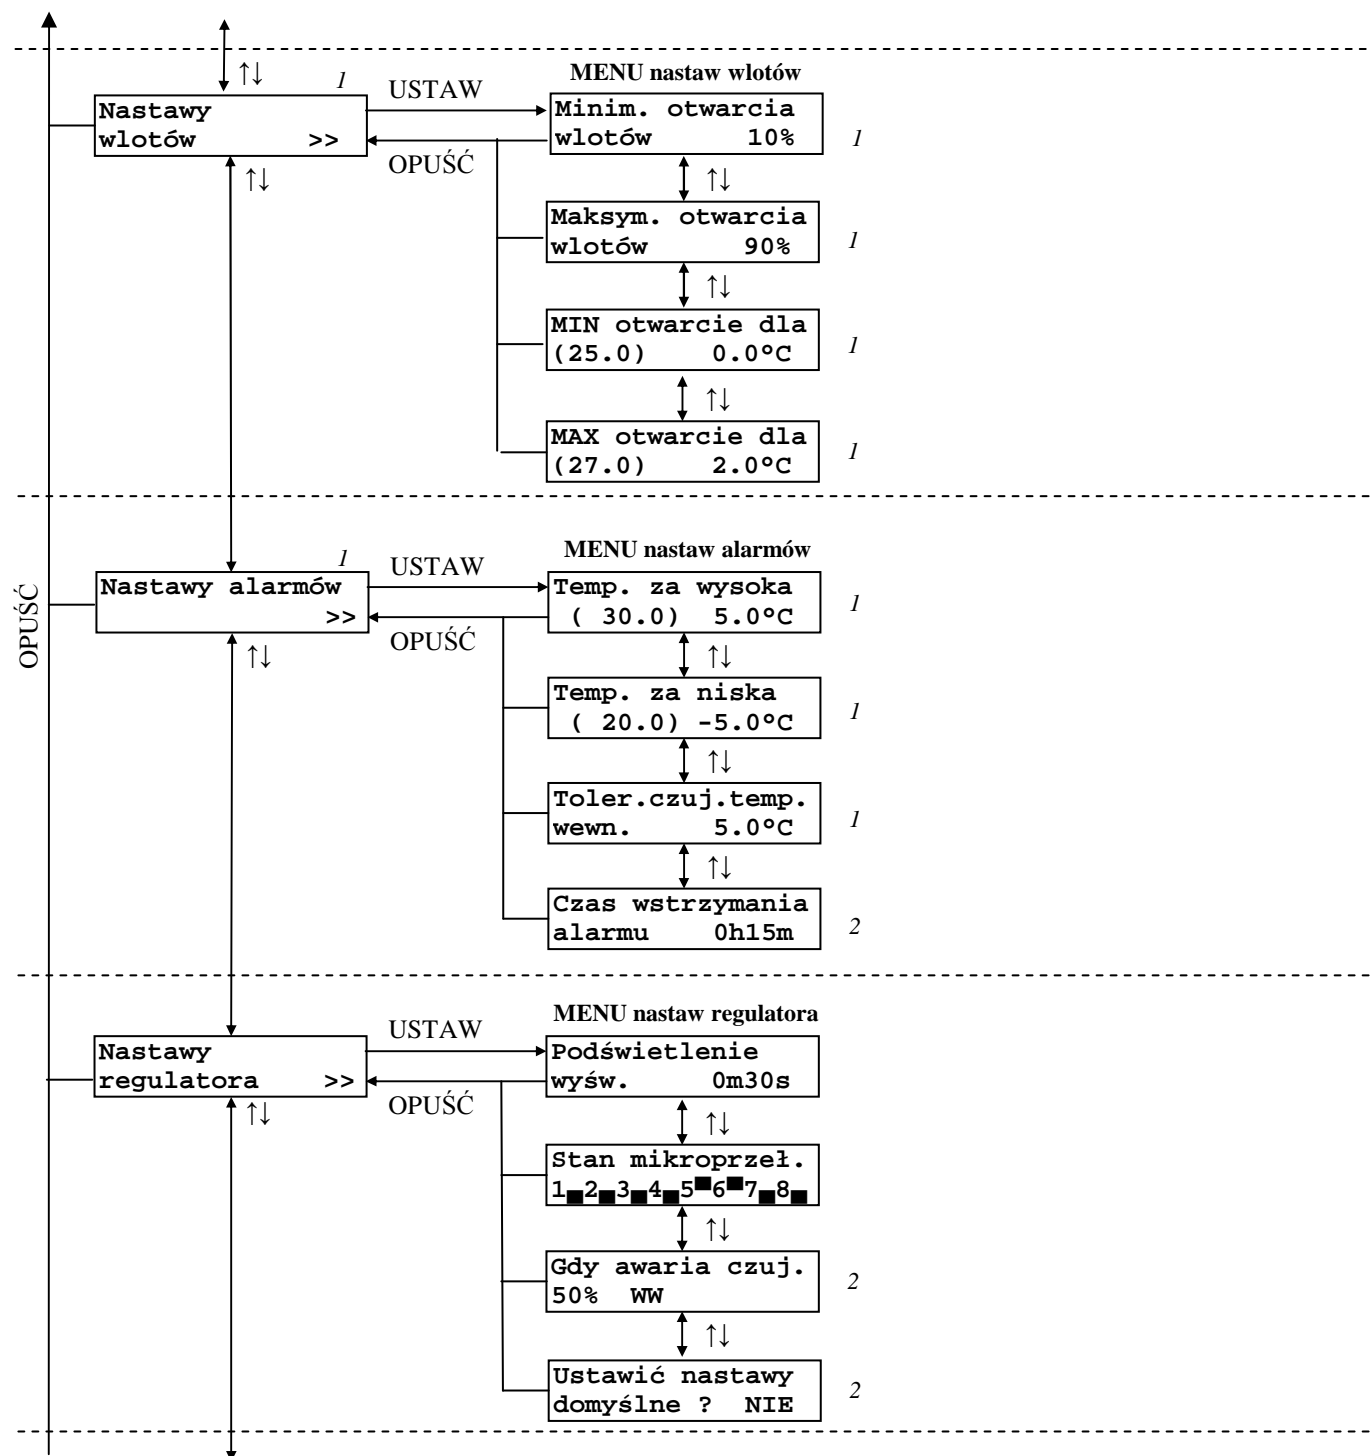 ↑↓
1
USTAW
MENU nastaw wlotów
Nastawy
wlotów >>
OPUŚĆ
↑↓
Minim. otwarcia
wlotów 10%
1
↑↓
Maksym. otwarcia
wlotów 90%
1
↑↓
MIN otwarcie dla
(25.0) 0.0°C
1
↑↓
MAX otwarcie dla
(27.0) 2.0°C
1
OPUŚĆ
1
USTAW
MENU nastaw alarmów
Nastawy alarmów
>>
OPUŚĆ
↑↓
Temp. za wysoka
( 30.0) 5.0°C
1
↑↓
Temp. za niska
( 20.0) -5.0°C
1
↑↓
Toler.czuj.temp.
wewn. 5.0°C
1
↑↓
Czas wstrzymania
alarmu 0h15m
2
USTAW
MENU nastaw regulatora
Nastawy
regulatora >>
OPUŚĆ
↑↓
Podświetlenie
wyśw. 0m30s
↑↓
Stan mikroprzeł.
1▄2▄3▄4▄5▀6▀7▄8▄
↑↓
Gdy awaria czuj.
50% WW
2
↑↓
Ustawić nastawy
domyślne ? NIE
2